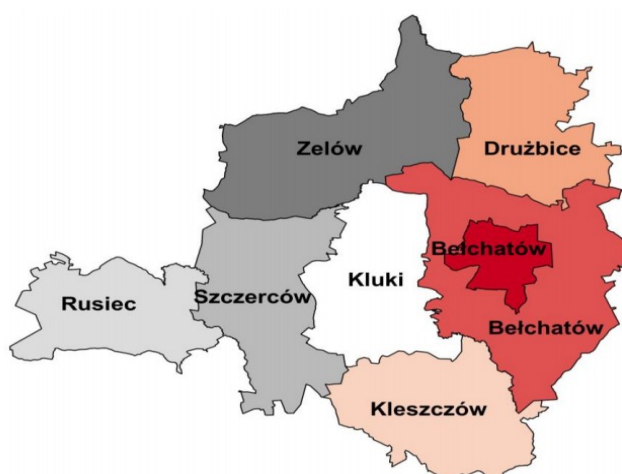 Zelów
Drużbice
Bełchatów
Kluki
Rusiec
Szczerców
Bełchatów
Kleszczów